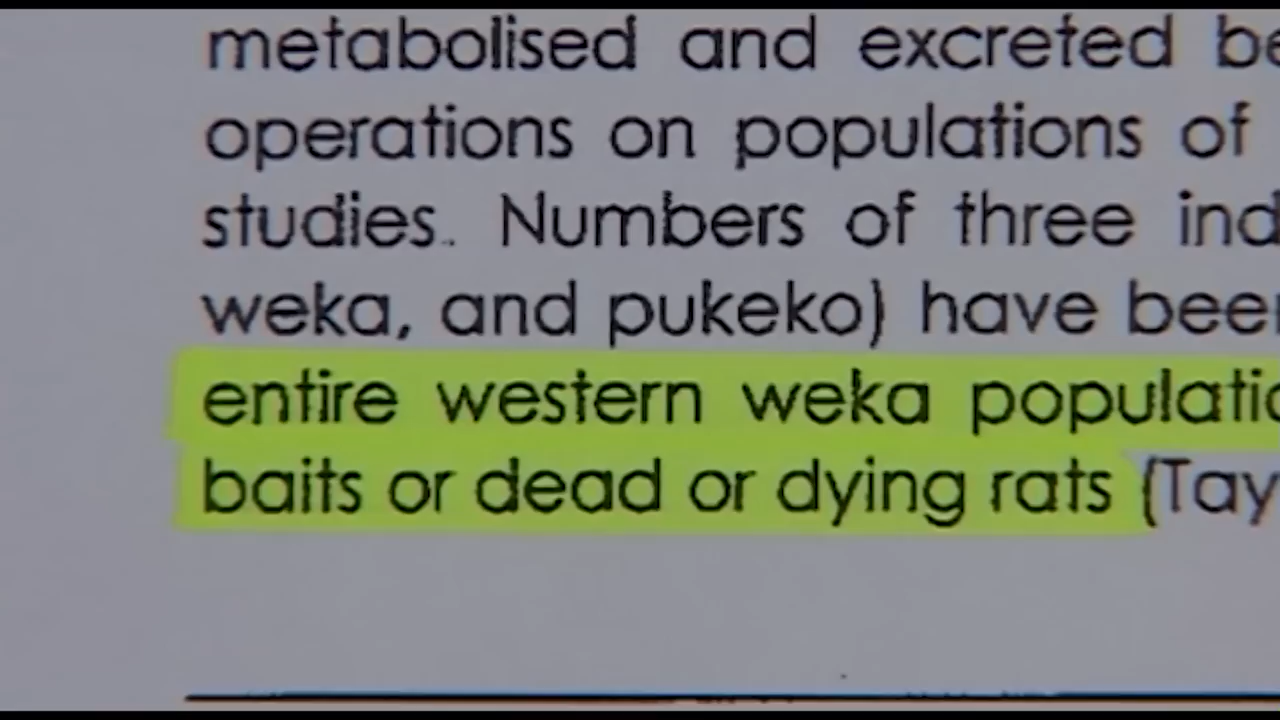 metabolised and excreted be
operations on populations of
studies. Numbers of three ind
weka, and pukeko) have bee
entire western weka populatio
baits or dead or dying rats (Tay